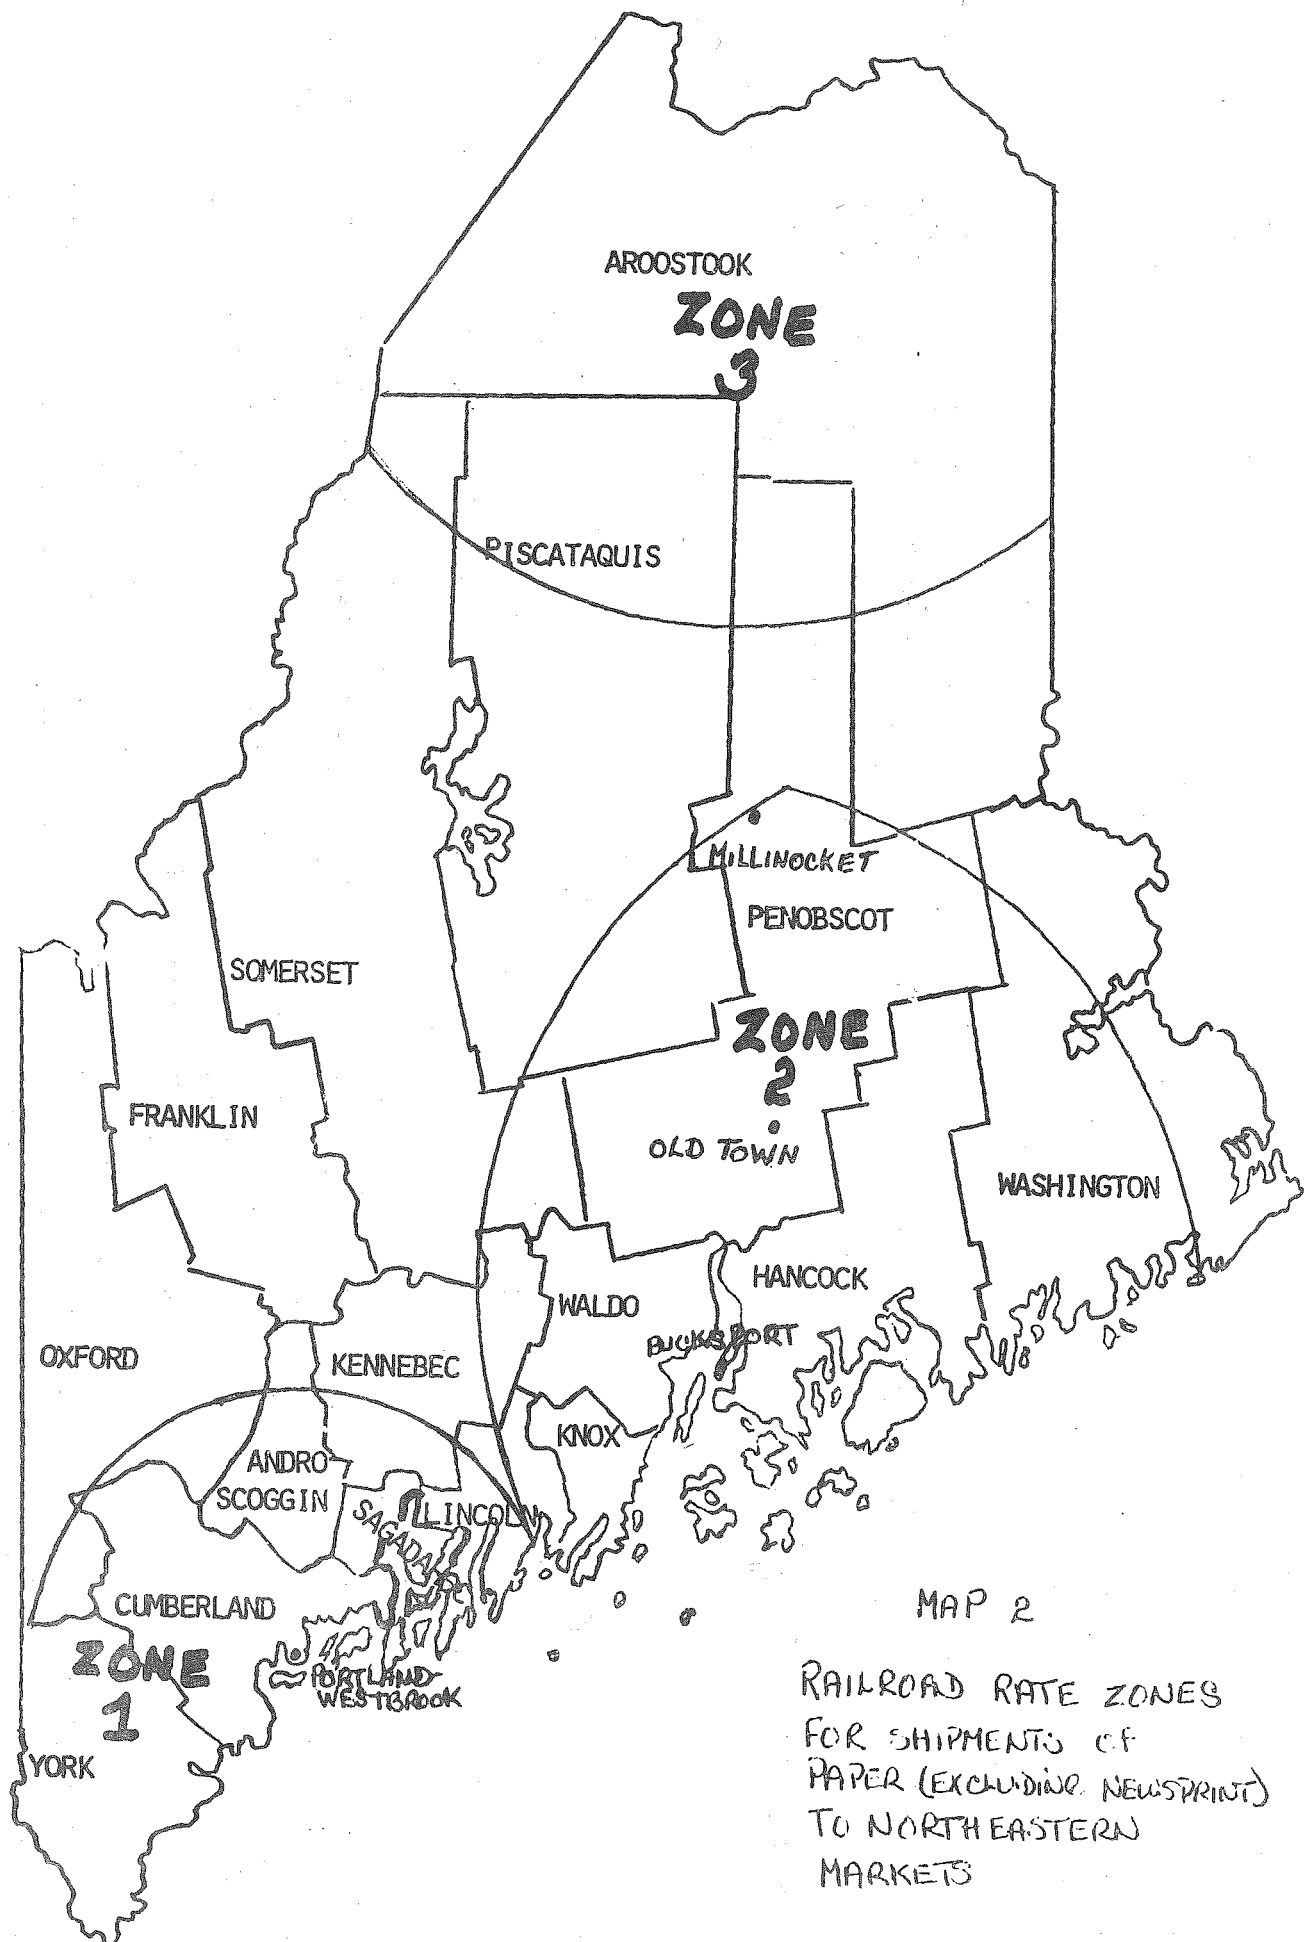 AROOSTOOK
ZONE
3
PISCATAQUIS
MILLINOCKET
PENOBSCOT
SOMERSET
ZONE
2
FRANKLIN
OLD TOWN
WASHINGTON
HANCOCK
WALDO
BUCKSPORT
OXFORD
KENNEBEC
KNOX
ANDRO
SCOGGIN
LINCOLN
CUMBERLAND
ZONE
1
PORTLAND-
WESTBROOK
YORK
MAP 2
RAILROAD RATE ZONES
FOR SHIPMENTS OF
PAPER (EXCLUDING NEWSPRINT)
TO NORTHEASTERN
MARKETS